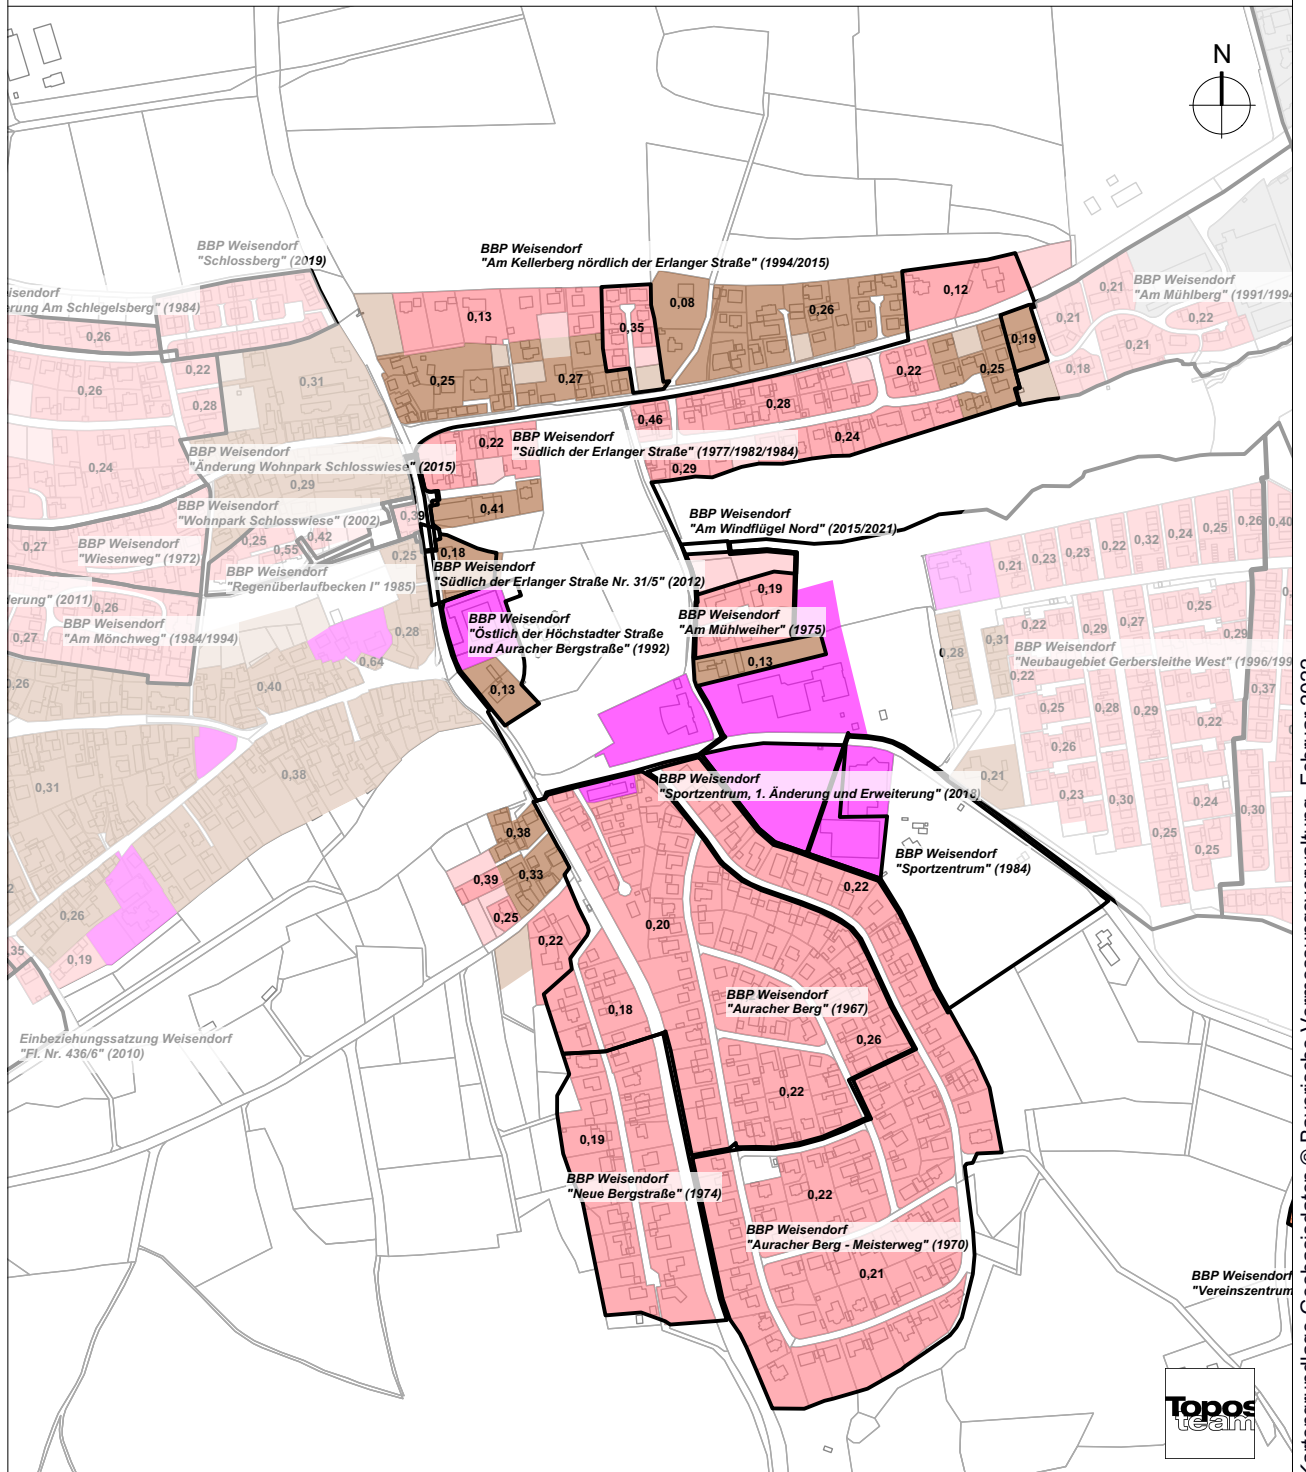 N
BBP Weisendorf
"Schlossberg" (2019)
BBP Weisendorf
"Am Kellerberg nördlich der Erlanger Straße" (1994/2015)
BBP Weisendorf
"Am Mühlberg" (1991/1994
isendorf
rung Am Schlegelsberg" (1984)
0,13
0,35
0,08
0,26
0,12
0,21
0,21
0,22
0,21
0,18
0,19
0,25
0,22
0,26
0,22
0,26
0,28
0,31
0,25
0,27
0,28
0,46
0,24
0,29
0,22
BBP Weisendorf
"Südlich der Erlanger Straße" (1977/1982/1984)
BBP Weisendorf
"Änderung Wohnpark Schlosswiese" (2015)
0,24
0,29
0,41
BBP Weisendorf
"Wohnpark Schlosswiese" (2002)
0,39
0,42
0,25
0,55
0,25
0,27
BBP Weisendorf
"Wiesenweg" (1972)
BBP Weisendorf
"Regenüberlaufbecken I" 1985)
0,18
BBP Weisendorf
"Südlich der Erlanger Straße Nr. 31/5" (2012)
BBP Weisendorf
"Am Windflügel Nord" (2015/2021)
0,21
0,23
0,23
0,22
0,32
0,24
0,25
0,26
0,40
derung" (2011)
0,26
0,27
BBP Weisendorf
"Am Mönchweg" (1984/1994)
0,28
0,64
BBP Weisendorf
"Östlich der Höchstadter Straße
und Auracher Bergstraße" (1992)
0,13
0,19
BBP Weisendorf
"Am Mühlweiher" (1975)
0,13
0,25
0,22
0,29
0,27
0,29
0,31
0,28
BBP Weisendorf
"Neubaugebiet Gerbersleithe West" (1996/199
0,22
0,37
0,25
0,28
0,29
0,22
0,26
0,21
0,23
0,30
0,24
0,30
0,25
0,25
0,26
0,40
0,38
0,31
0,26
0,19
,35
2
BBP Weisendorf
"Sportzentrum, 1. Änderung und Erweiterung" (2018)
BBP Weisendorf
"Sportzentrum" (1984)
0,38
0,33
0,39
0,25
0,22
0,20
0,22
0,18
BBP Weisendorf
"Auracher Berg" (1967)
0,26
0,22
Einbeziehungssatzung Weisendorf
"Fl. Nr. 436/6" (2010)
0,19
BBP Weisendorf
"Neue Bergstraße" (1974)
0,22
BBP Weisendorf
"Auracher Berg - Meisterweg" (1970)
0,21
BBP Weisendorf
"Vereinszentrum
Topos
team